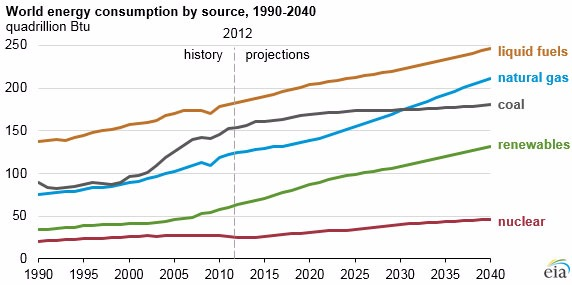 World energy consumption by source, 1990-2040
quadrillion Btu
2012
history projections
250
200
150
100
50
0
liquid fuels
natural gas
coal
renewables
nuclear
1990 1995 2000 2005 2010 2015 2020 2025 2030 2035 2040
eia